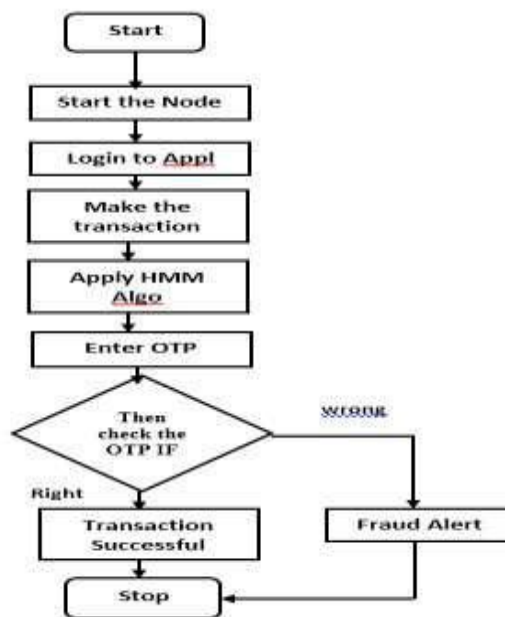 Start
Start the Node
Login to Appl
Make the
transaction
Apply HMM
Algo
Enter OTP
Then
check the
OTP IF
wrong
Right
Transaction
Successful
Fraud Alert
Stop